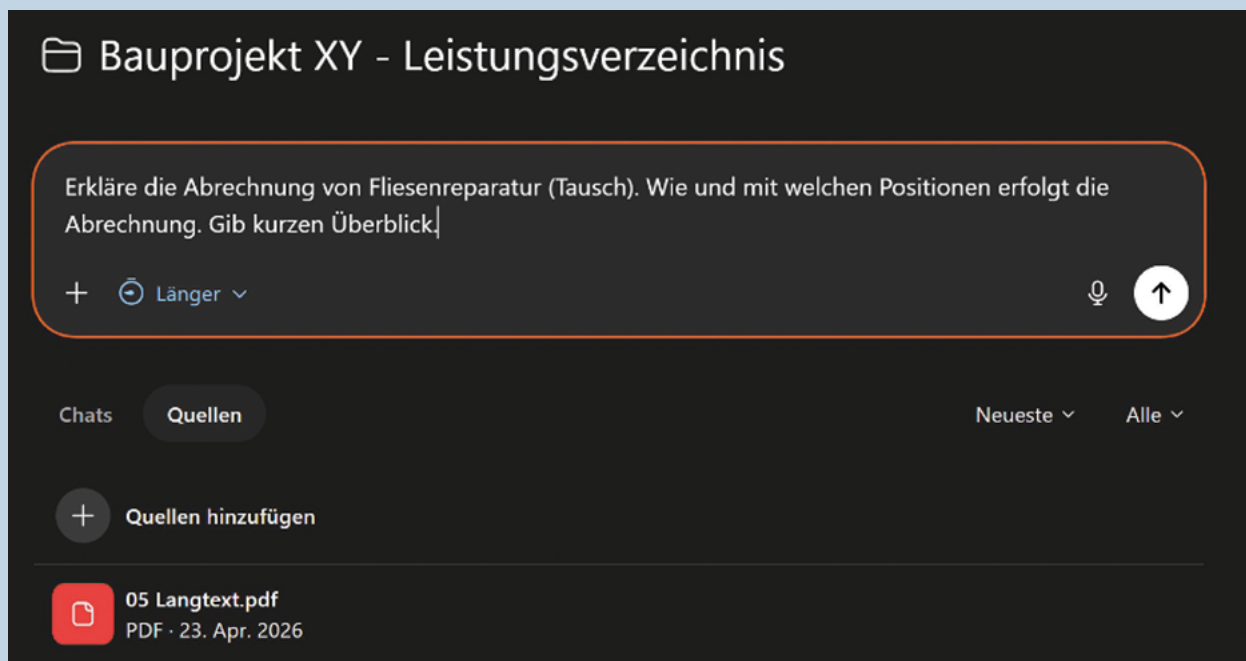 Bauprojekt XY - Leistungsverzeichnis
Erkläre die Abrechnung von Fliesenreparatur (Tausch). Wie und mit welchen Positionen erfolgt die
Abrechnung. Gib kurzen Überblick.
Länger
Chats Quellen Neueste Alle
Quellen hinzufügen
05 Langtext.pdf
PDF · 23. Apr. 2026